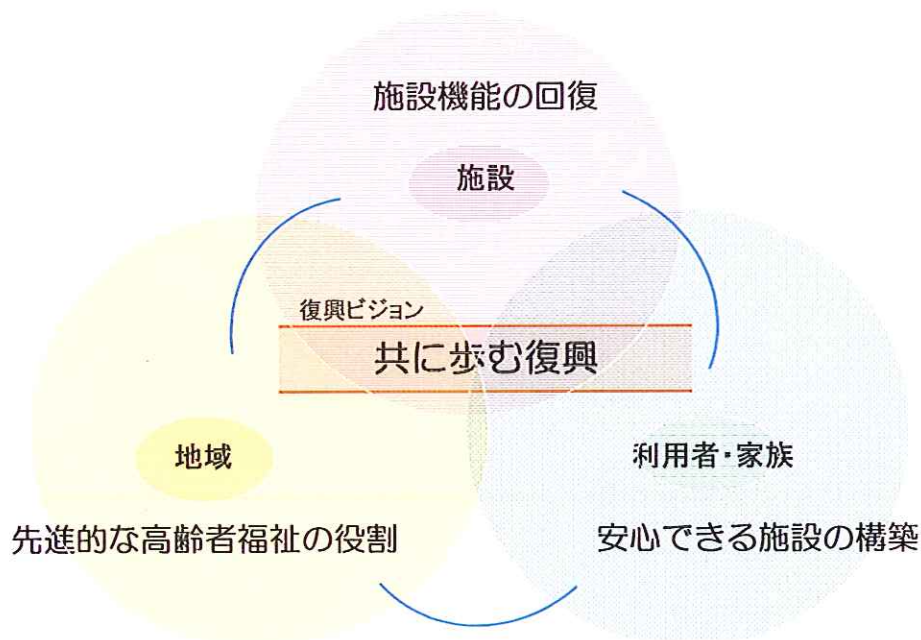 施設機能の回復
施設
復興ビジョン
共に歩む復興
地域
利用者・家族
先進的な高齢者福祉の役割
安心できる施設の構築